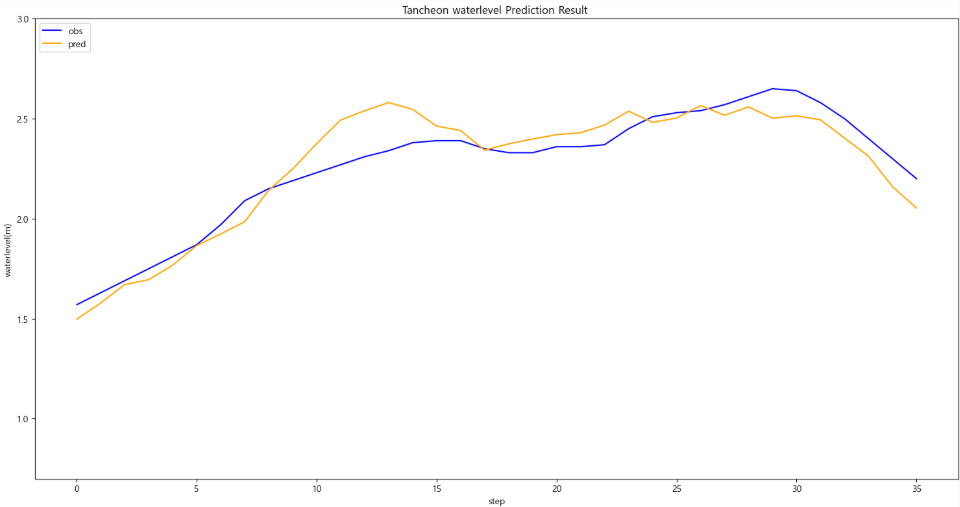 Tancheon waterlevel Prediction Result
obs
pred
3.0
2.5
2.0
1.5
1.0
waterlevel(m)
0 5 10 15 20 25 30 35
step